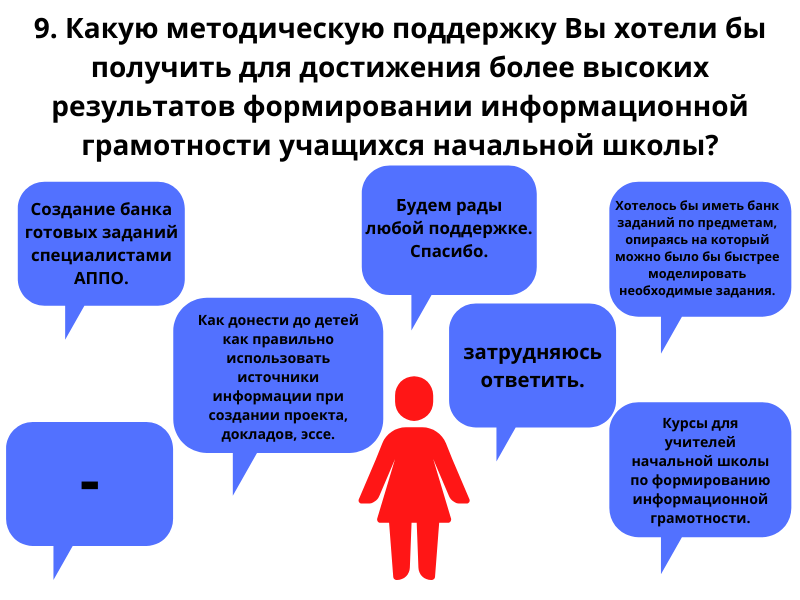 9. Какую методическую поддержку Вы хотели бы
получить для достижения более высоких
результатов формировании информационной
грамотности учащихся начальной школы?
Создание банка
готовых заданий
специалистами
АППО.
Будем рады
любой поддержке.
Спасибо.
Хотелось бы иметь банк
заданий по предметам,
опираясь на который
можно было бы быстрее
моделировать
необходимые задания.
Как донести до детей
как правильно
использовать
источники
информации при
создании проекта,
докладов, эссе.
затрудняюсь
ответить.
-
Курсы для
учителей
начальной школы
по формированию
информационной
грамотности.